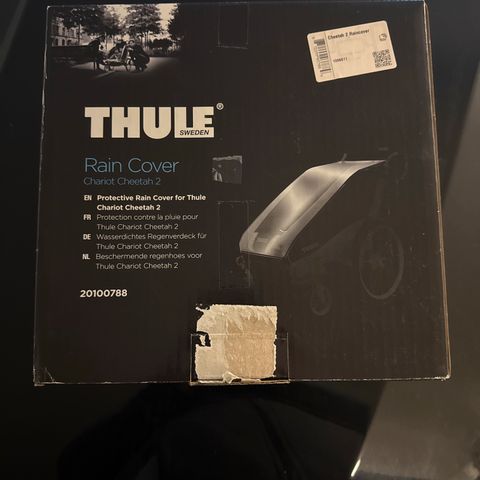 Cheetah 2 Raincover
THULE®
SWEDEN
Rain Cover
Chariot Cheetah 2
EN Protective Rain Cover for Thule
Chariot Cheetah 2
FR Protection contre la pluie pour
Thule Chariot Cheetah 2
DE Wasserdichtes Regenverdeck für
Thule Chariot Cheetah 2
NL Beschermende regenhoes voor
Thule Chariot Cheetah 2
20100788